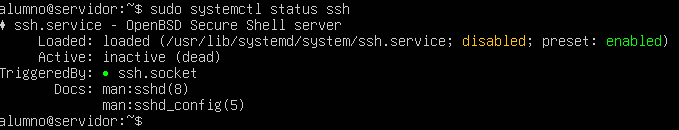 alumno@servidor:~$ sudo systemctl status ssh
♦ ssh.service - OpenBSD Secure Shell server
Loaded: loaded (/usr/lib/systemd/system/ssh.service; disabled; preset: enabled)
Active: inactive (dead)
TriggeredBy: • ssh.socket
Docs: man:sshd(8)
man:sshd_config(5)
alumno@servidor:~$